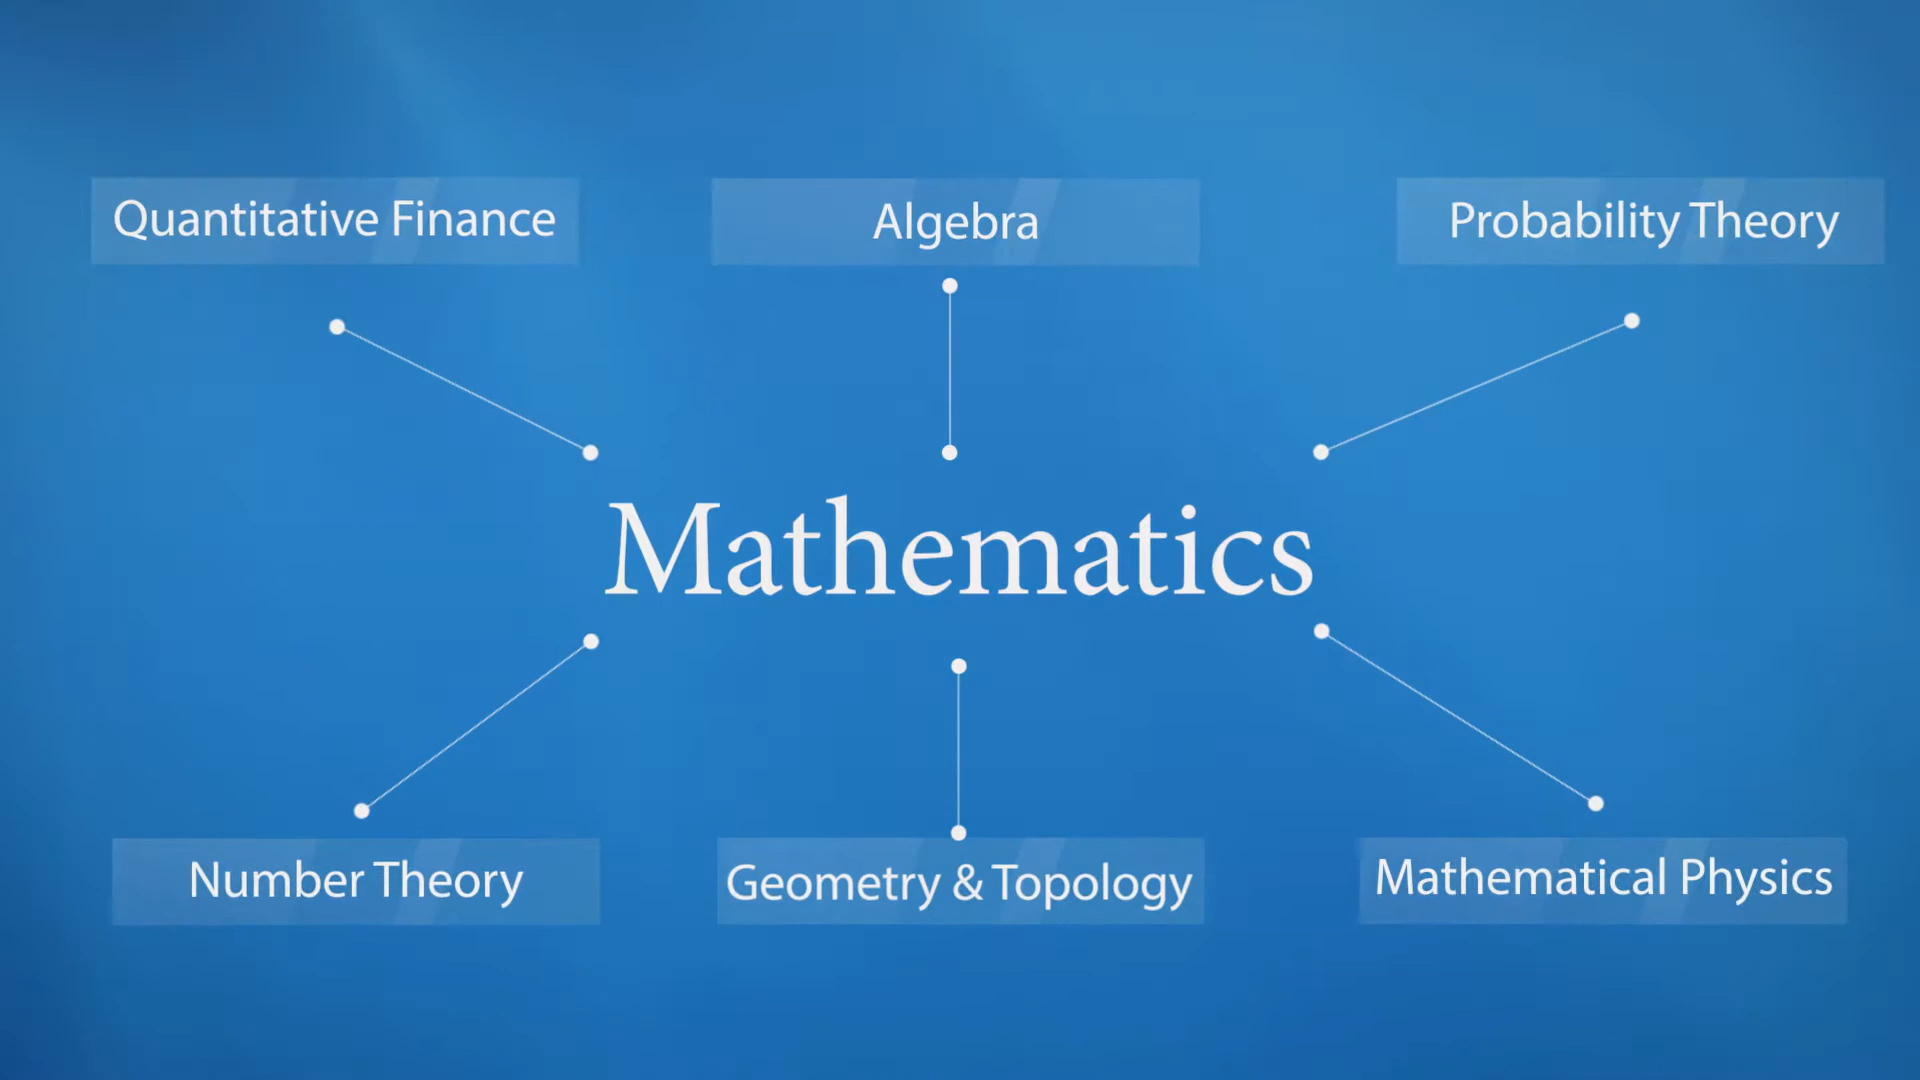 Quantitative Finance
Algebra
Probability Theory
Mathematics
Number Theory
Geometry & Topology
Mathematical Physics